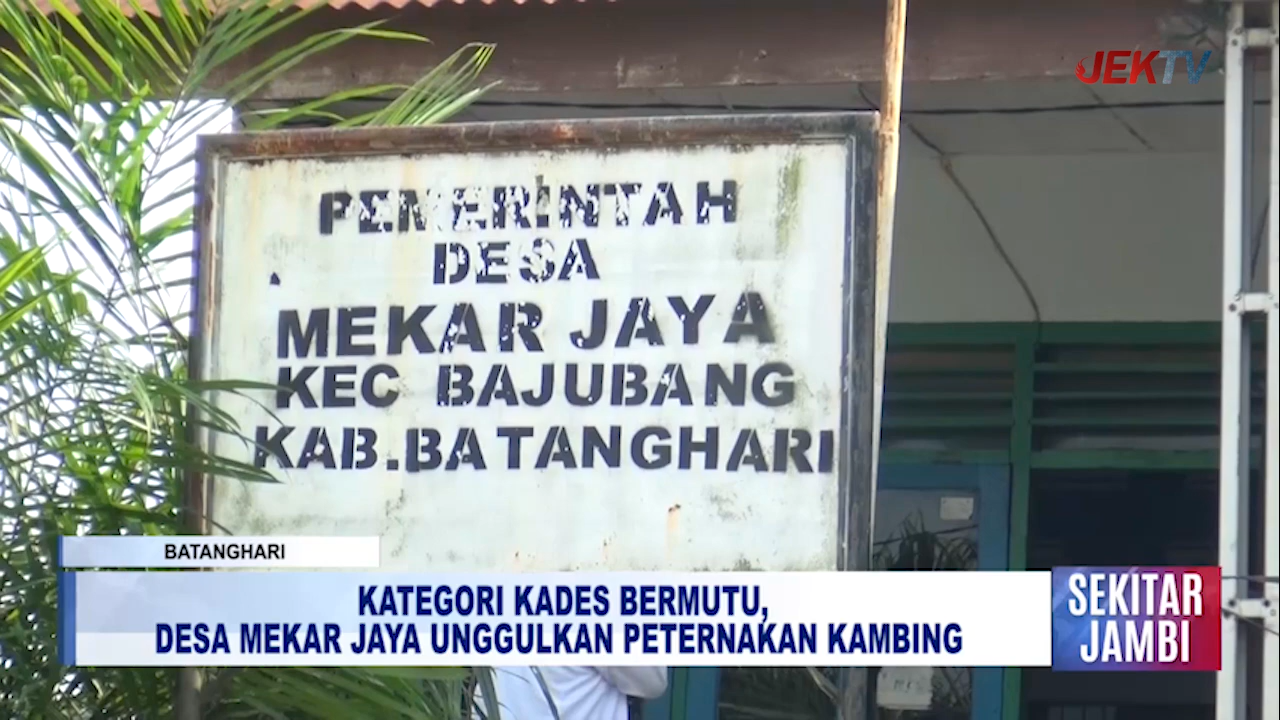 JEKTV
PEMERINTAH
DESA
MEKAR JAYA
KEC BAJUBANG
KAB.BATANGHARI
BATANGHARI
KATEGORI KADES BERMUTU,
DESA MEKAR JAYA UNGGULKAN PETERNAKAN KAMBING
SEKITAR
JAMBI